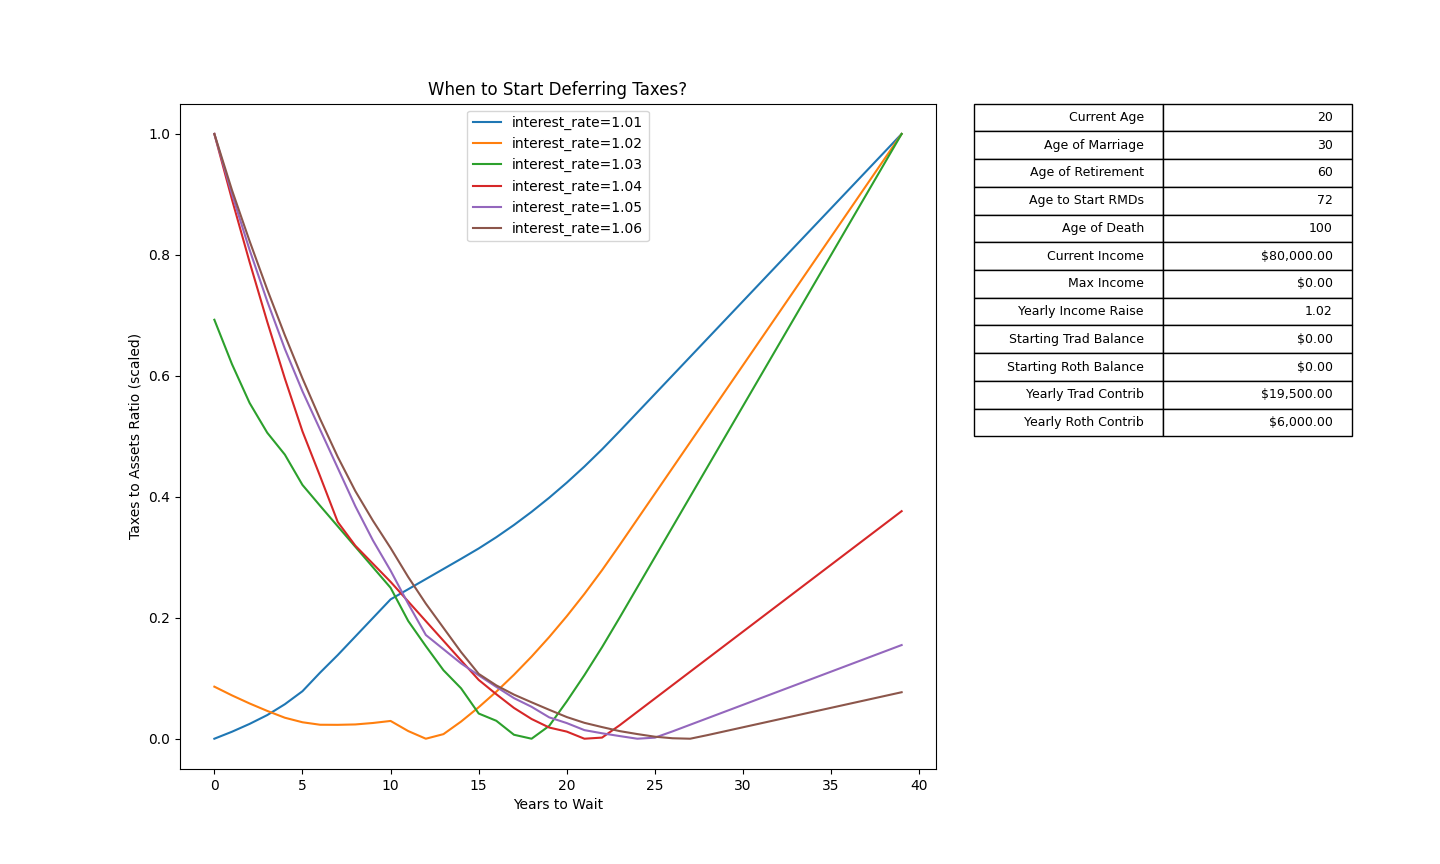 When to Start Deferring Taxes?
interest_rate=1.01
interest_rate=1.02
interest_rate=1.03
interest_rate=1.04
interest_rate=1.05
interest_rate=1.06
Taxes to Assets Ratio (scaled)
1.0
0.8
0.6
0.4
0.2
0.0
0 5 10 15 20 25 30 35 40
Years to Wait
Current Age 20
Age of Marriage 30
Age of Retirement 60
Age to Start RMDs 72
Age of Death 100
Current Income $80,000.00
Max Income $0.00
Yearly Income Raise 1.02
Starting Trad Balance $0.00
Starting Roth Balance $0.00
Yearly Trad Contrib $19,500.00
Yearly Roth Contrib $6,000.00